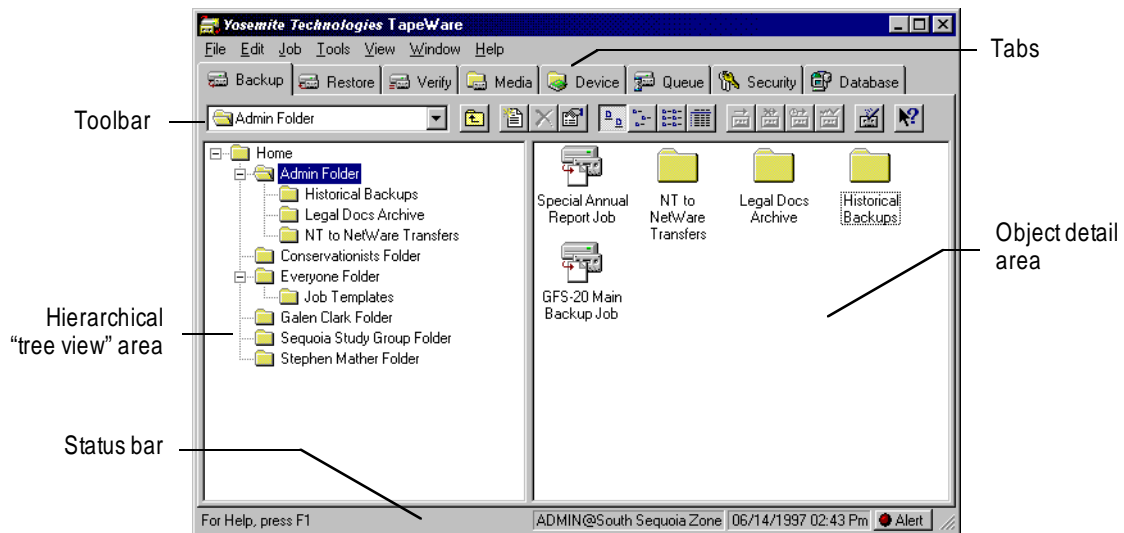 Yosemite Technologies TapeWare
File Edit Job Tools View Window Help
Tabs
Backup Restore Verify Media Device Queue Security Database
Toolbar
Admin Folder
Home
Admin Folder
Historical Backups
Legal Docs Archive
NT to NetWare Transfers
Conservationists Folder
Everyone Folder
Job Templates
Galen Clark Folder
Sequoia Study Group Folder
Stephen Mather Folder
Special Annual
Report Job
NT to
NetWare
Transfers
Legal Docs
Archive
Historical
Backups
GFS-20 Main
Backup Job
Object detail
area
Hierarchical
“tree view” area
Status bar
For Help, press F1
ADMIN@South Sequoia Zone 06/14/1997 02:43 Pm Alert